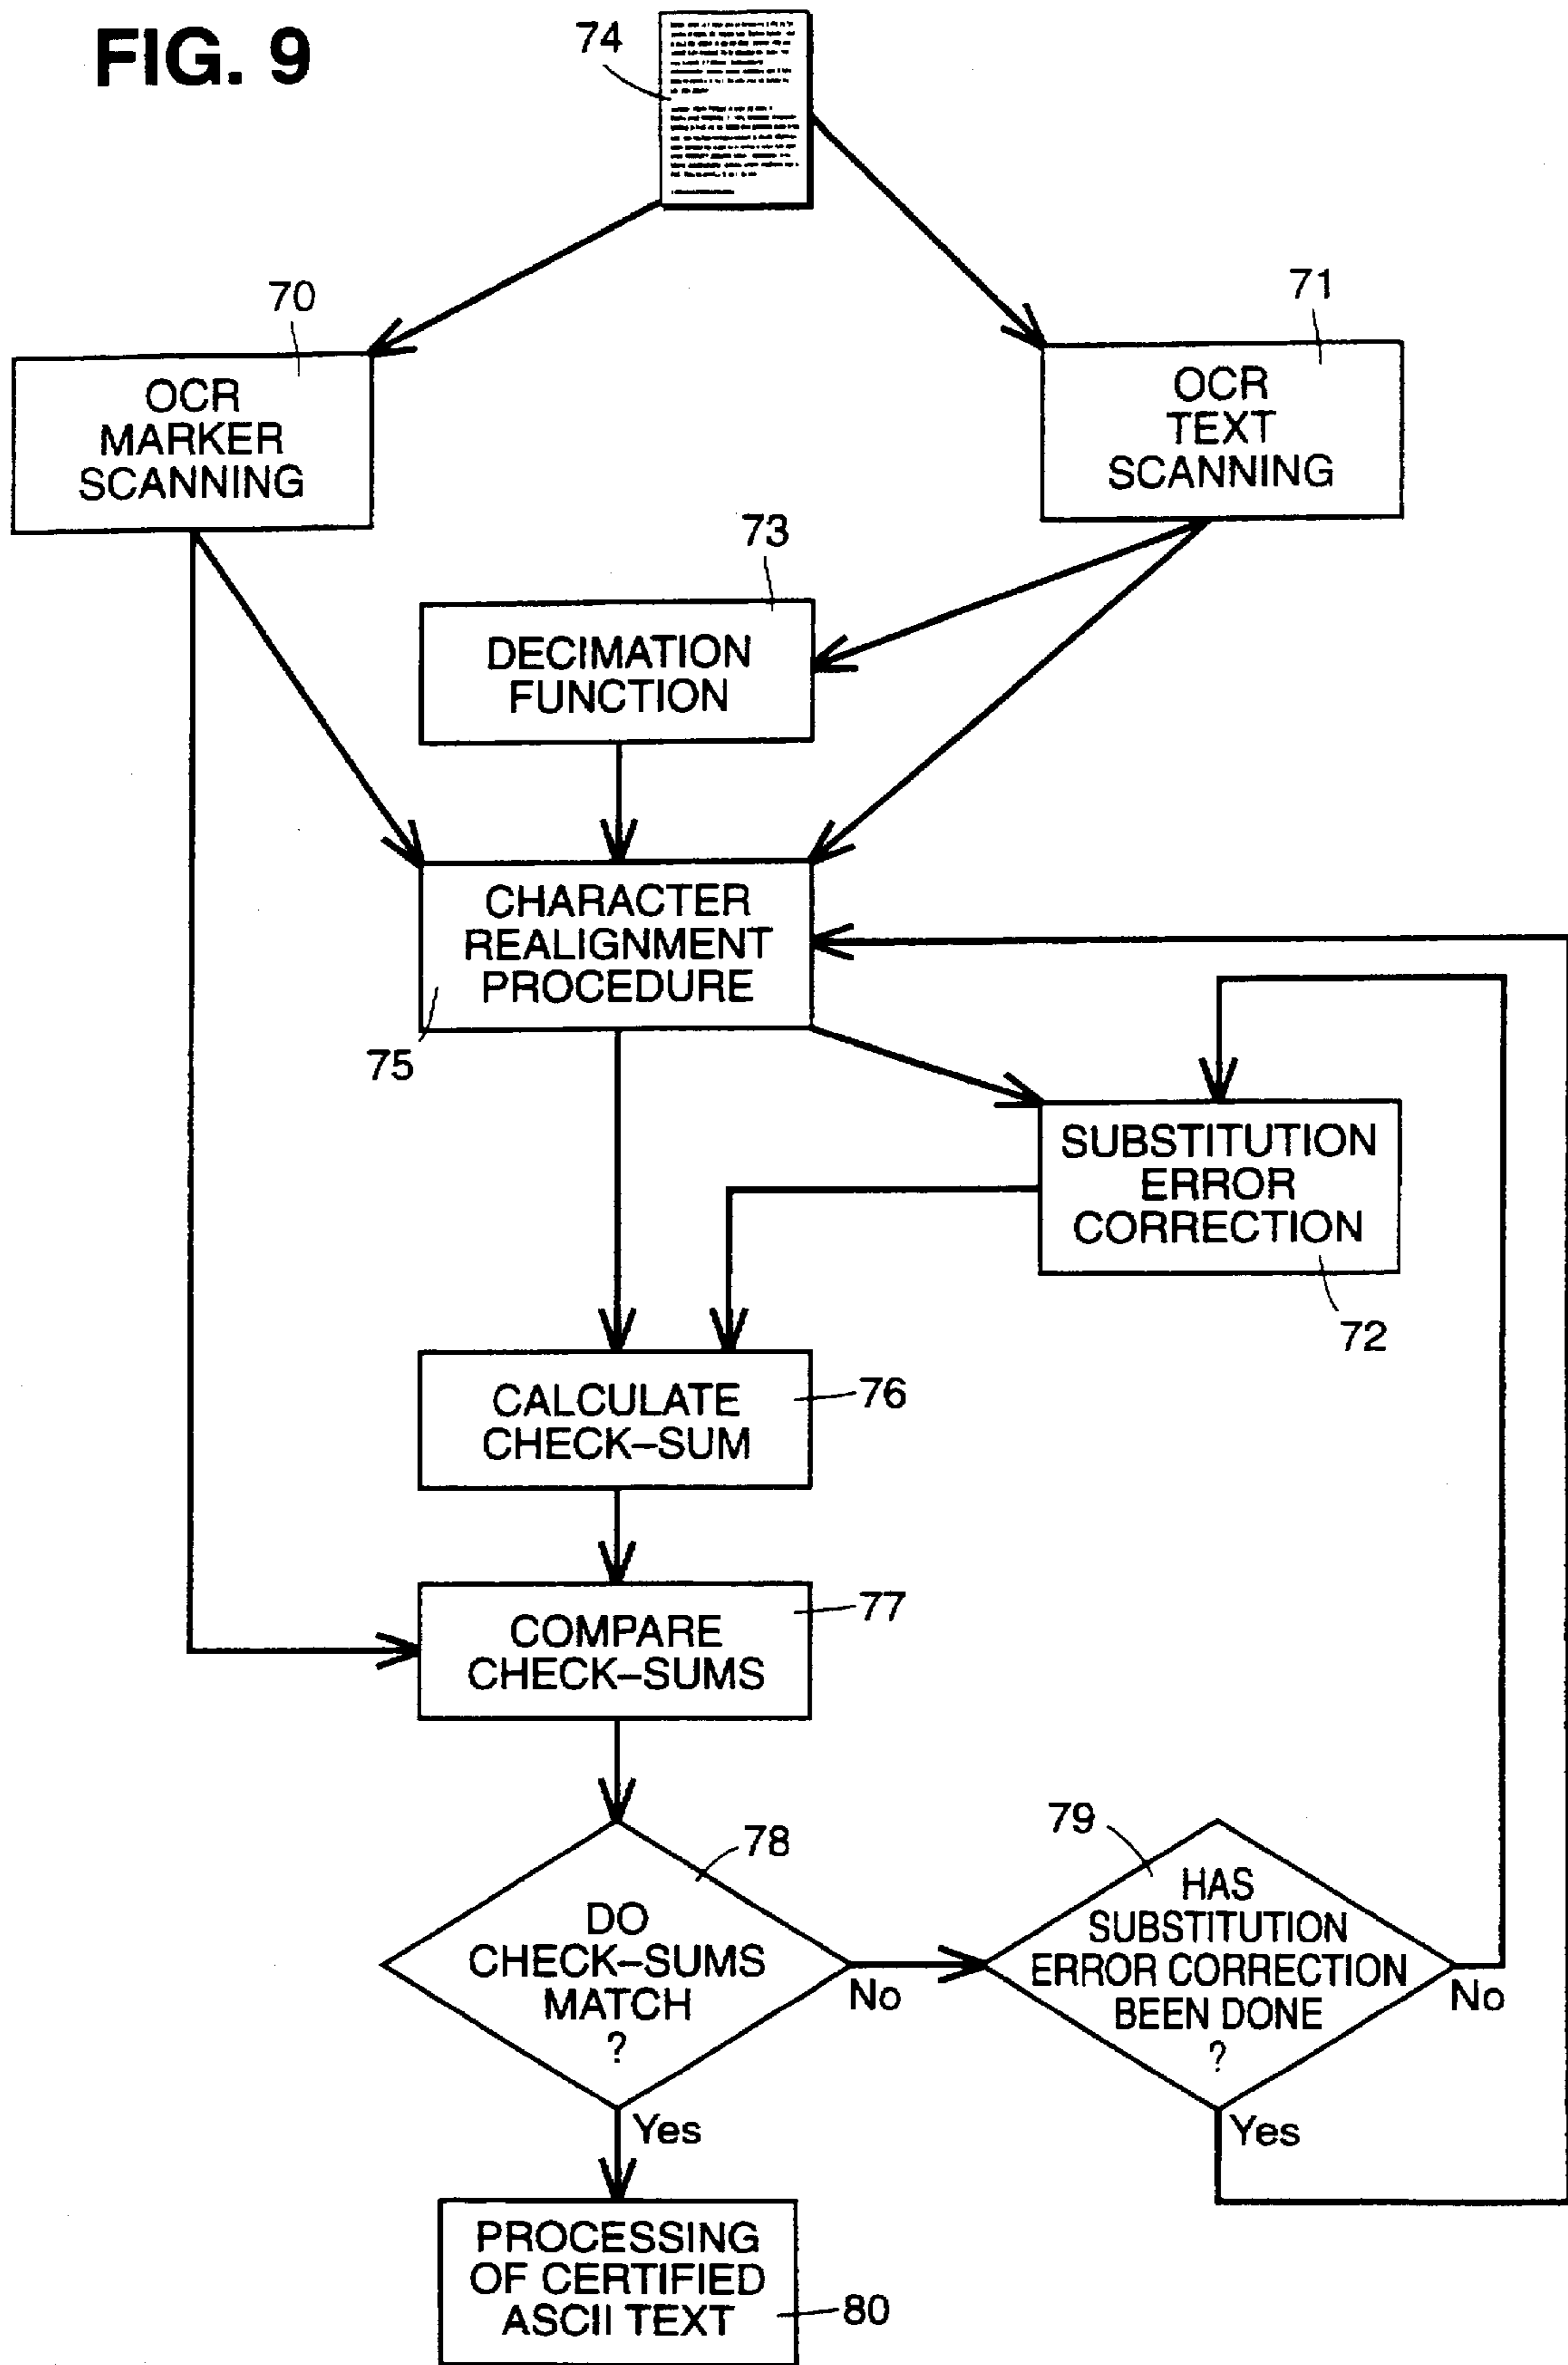 FIG. 9
74
70
OCR
MARKER
SCANNING
71
OCR
TEXT
SCANNING
73
DECIMATION
FUNCTION
CHARACTER
REALIGNMENT
PROCEDURE
75
SUBSTITUTION
ERROR
CORRECTION
72
CALCULATE
CHECK–SUM
76
COMPARE
CHECK–SUMS
77
78
DO
CHECK–SUMS
MATCH
?
No
Yes
79
HAS
SUBSTITUTION
ERROR CORRECTION
BEEN DONE
?
No
Yes
PROCESSING
OF CERTIFIED
ASCII TEXT
80